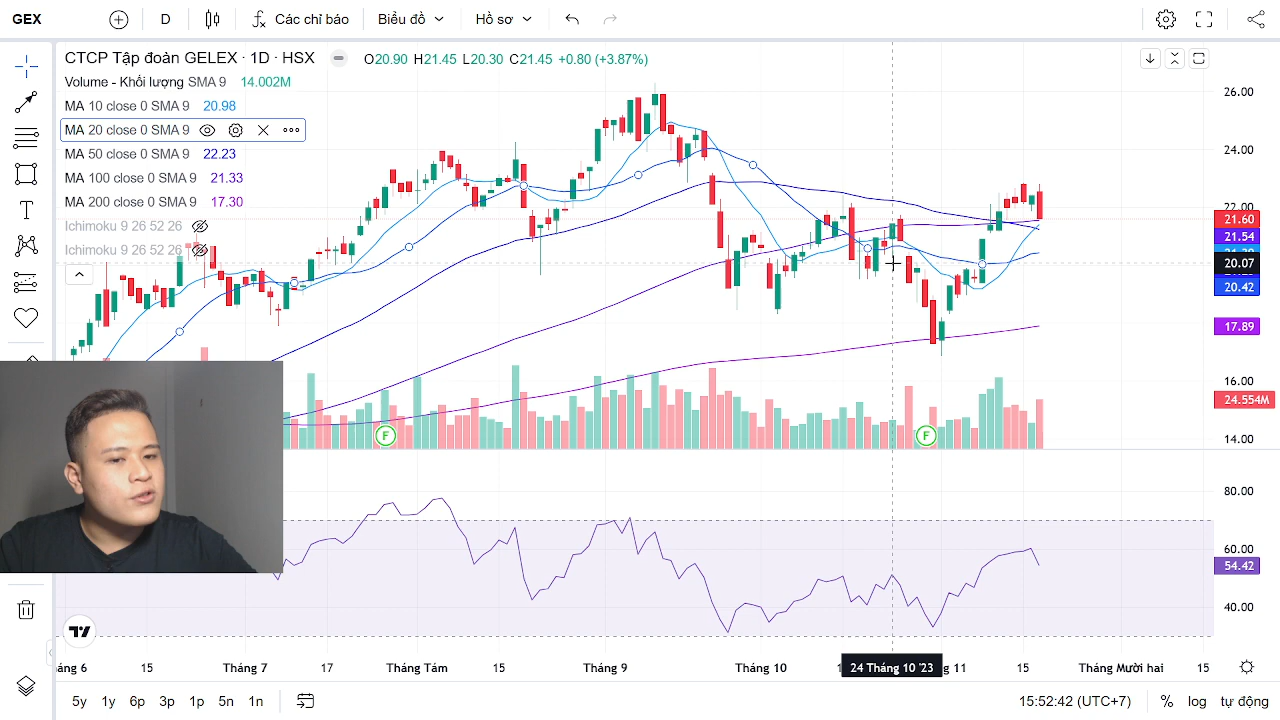 GEX D Các chỉ báo Biểu đồ Hồ sơ
CTCP Tập đoàn GELEX · 1D · HSX O20.90 H21.45 L20.30 C21.45 +0.80 (+3.87%)
Volume - Khối lượng SMA 9 14.002M
MA 10 close 0 SMA 9 20.98
MA 20 close 0 SMA 9
MA 50 close 0 SMA 9 22.23
MA 100 close 0 SMA 9 21.33
MA 200 close 0 SMA 9 17.30
Ichimoku 9 26 52 26
Ichimoku 9 26 52 26
26.00
24.00
22.00
21.60
21.54
20.07
20.42
17.89
16.00
24.554M
14.00
F F
80.00
60.00
54.42
40.00
áng 6 15 Tháng 7 17 Tháng Tám 15 Tháng 9 Tháng 10 24 Tháng 10 '23 g 11 15 Tháng Mười hai 15
5y 1y 6p 3p 1p 5n 1n 15:52:42 (UTC+7) % log tự động